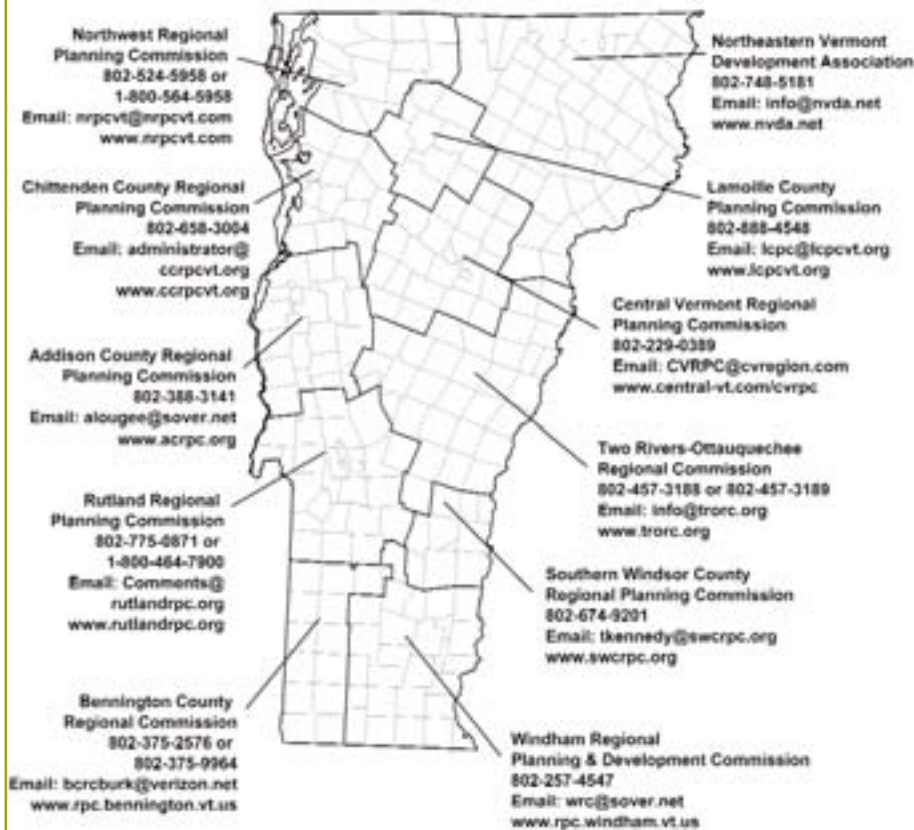 Northwest Regional
Planning Commission
802-524-5958 or
1-800-564-5958
Email: nrpcvt@nrpcvt.com
www.nrpcvt.com
Chittenden County Regional
Planning Commission
802-658-3004
Email: administrator@
ccrpcvt.org
www.ccrpcvt.org
Addison County Regional
Planning Commission
802-388-3141
Email: alougee@sover.net
www.acrpc.org
Rutland Regional
Planning Commission
802-775-0871 or
1-800-464-7900
Email: Comments@
rutlandrpc.org
www.rutlandrpc.org
Bennington County
Regional Commission
802-375-2576 or
802-375-9964
Email: bcrcburk@verizon.net
www.rpc.bennington.vt.us
Northeastern Vermont
Development Association
802-748-5181
Email: info@nvda.net
www.nvda.net
Lamoille County
Planning Commission
802-888-4548
Email: lcpc@lcpcvt.org
www.lcpcvt.org
Central Vermont Regional
Planning Commission
802-229-0389
Email: CVRPC@cvregion.com
www.central-vt.com/cvrpc
Two Rivers-Ottauquechee
Regional Commission
802-457-3188 or 802-457-3189
Email: info@trorc.org
www.trorc.org
Southern Windsor County
Regional Planning Commission
802-674-9201
Email: tkennedy@swcrpc.org
www.swcrpc.org
Windham Regional
Planning & Development Commission
802-257-4547
Email: wrc@sover.net
www.rpc.windham.vt.us